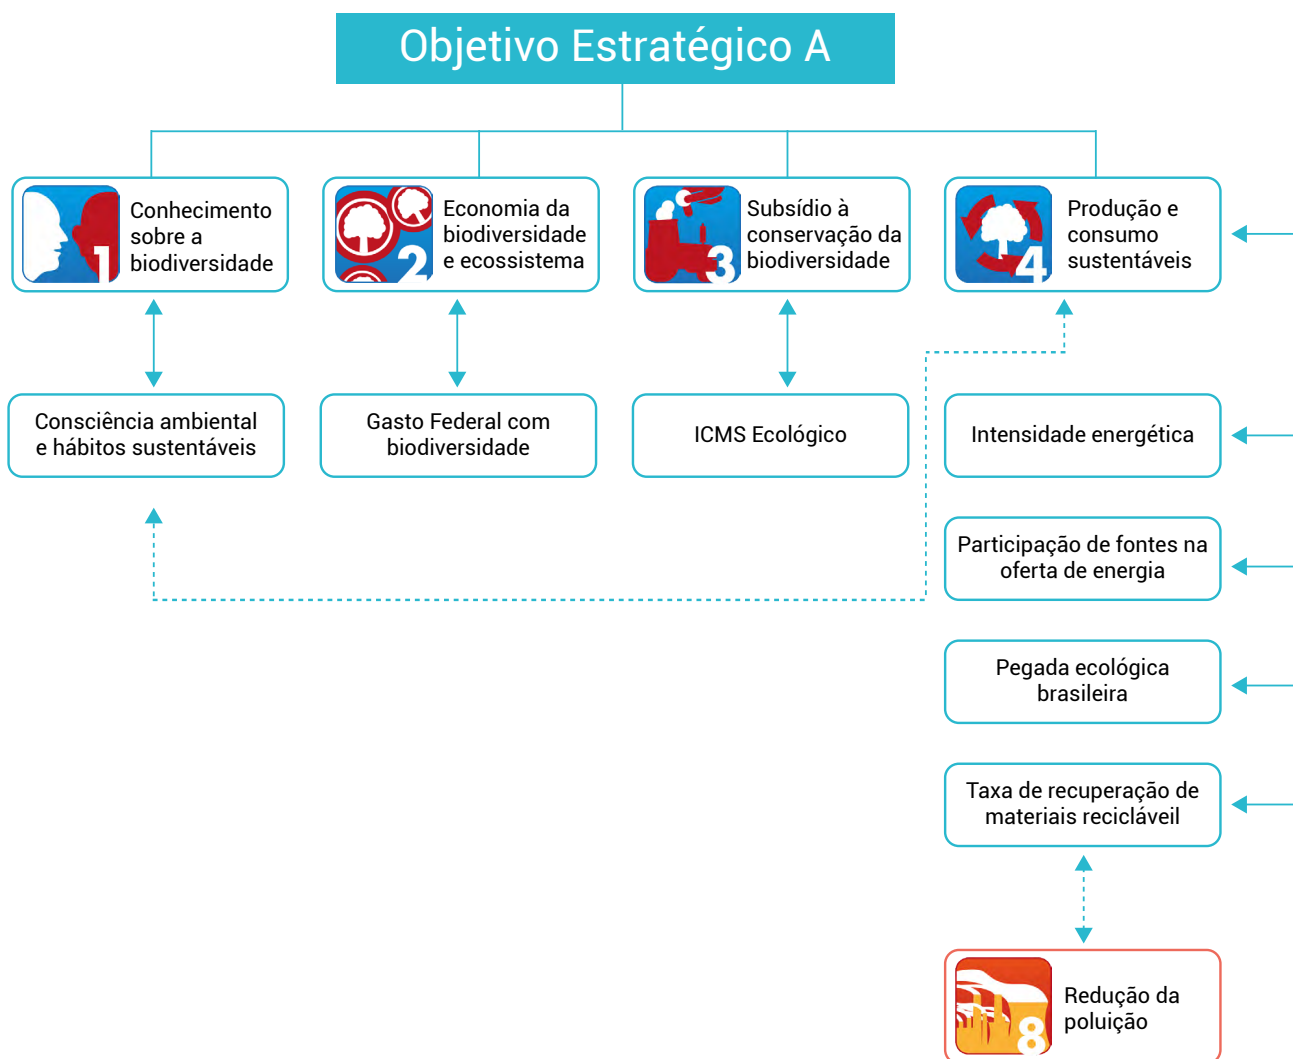 Objetivo Estratégico A
1
Conhecimento
sobre a
biodiversidade
2
Economia da
biodiversidade
e ecossistema
3
Subsídio à
conservação da
biodiversidade
4
Produção e
consumo
sustentáveis
Consciência ambiental
e hábitos sustentáveis
Gasto Federal com
biodiversidade
ICMS Ecológico
Intensidade energética
Participação de fontes na
oferta de energia
Pegada ecológica
brasileira
Taxa de recuperação de
materiais recicláveil
8
Redução da
poluição